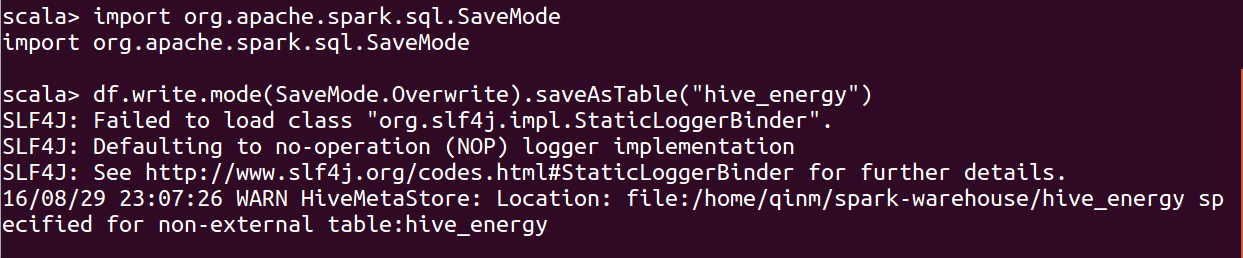 scala> import org.apache.spark.sql.SaveMode
import org.apache.spark.sql.SaveMode
scala> df.write.mode(SaveMode.Overwrite).saveAsTable("hive_energy")
SLF4J: Failed to load class "org.slf4j.impl.StaticLoggerBinder".
SLF4J: Defaulting to no-operation (NOP) logger implementation
SLF4J: See http://www.slf4j.org/codes.html#StaticLoggerBinder for further details.
16/08/29 23:07:26 WARN HiveMetaStore: Location: file:/home/qinm/spark-warehouse/hive_energy sp
ecified for non-external table:hive_energy